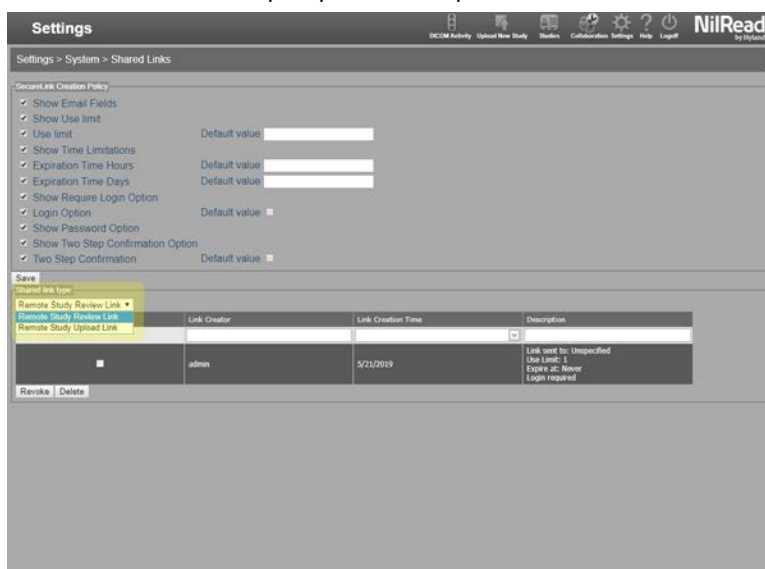 Settings
DICOM Activity Upload New Study Studies Collaboration Settings Help Logoff
NilRead
by Hyland
Settings > System > Shared Links
SecureLink Creation Policy
Show Email Fields
Show Use limit
Use limit Default value
Show Time Limitations
Expiration Time Hours Default value
Expiration Time Days Default value
Show Require Login Option
Login Option Default value
Show Password Option
Show Two Step Confirmation Option
Two Step Confirmation Default value
Save
Shared link type
Remote Study Review Link
Remote Study Review Link
Remote Study Upload Link
Link Creator Link Creation Time Description
admin 5/21/2019 Link sent to: Unspecified
Use Limit: 1
Expire at: Never
Login required
Revoke Delete